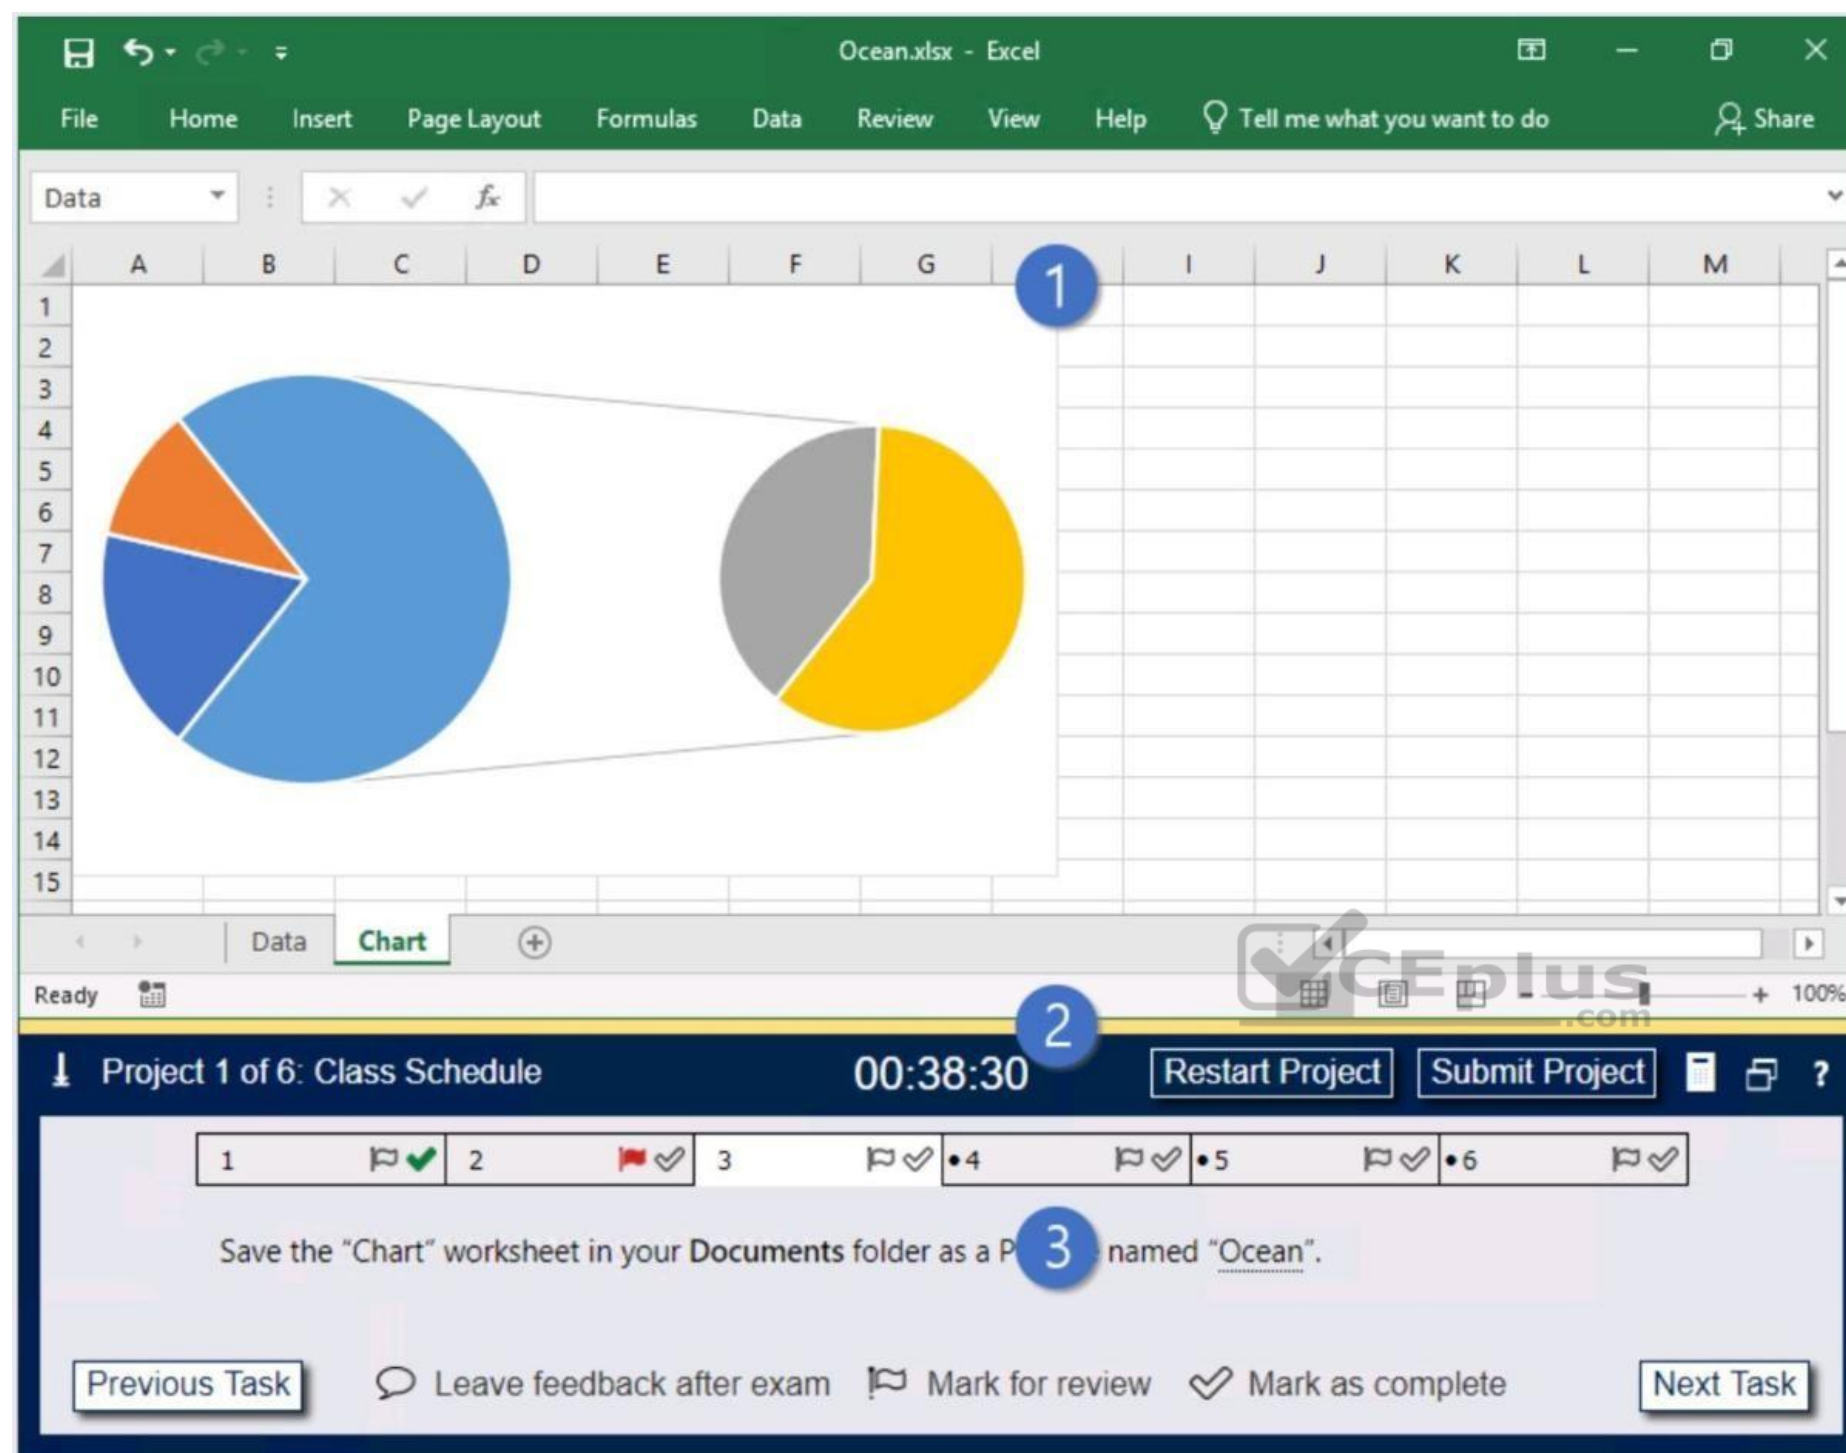 Ocean.xlsx - Excel
File Home Insert Page Layout Formulas Data Review View Help Tell me what you want to do Share
Data fx
A B C D E F G 1 I J K L M
1
2
3
4
5
6
7
8
9
10
11
12
13
14
15
Data Chart
CEplus
.com
Ready 100%
2
Project 1 of 6: Class Schedule 00:38:30 Restart Project Submit Project ?
1 2 3 •4 •5 •6
Save the “Chart” worksheet in your Documents folder as a P 3 named “Ocean”.
Previous Task Leave feedback after exam Mark for review Mark as complete Next Task